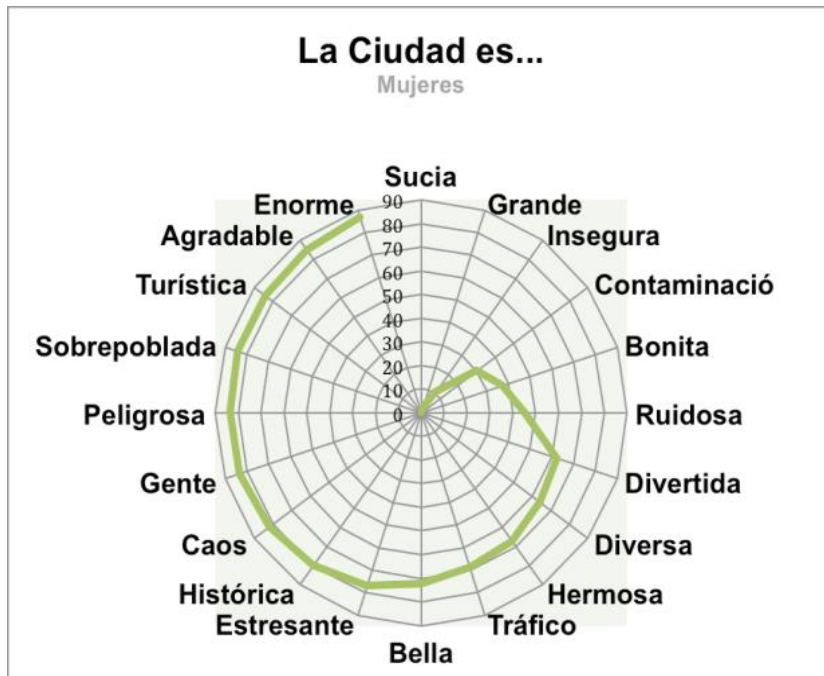 La Ciudad es...
Mujeres
Sucia
Enorme
90
Grande
Agradable
80
Insegura
70
Turística
60
Contaminació
50
Sobrepoblada
40
Bonita
30
20
10
Peligrosa
0
Ruidosa
Gente
Divertida
Caos
Diversa
Histórica
Hermosa
Estresante
Tráfico
Bella